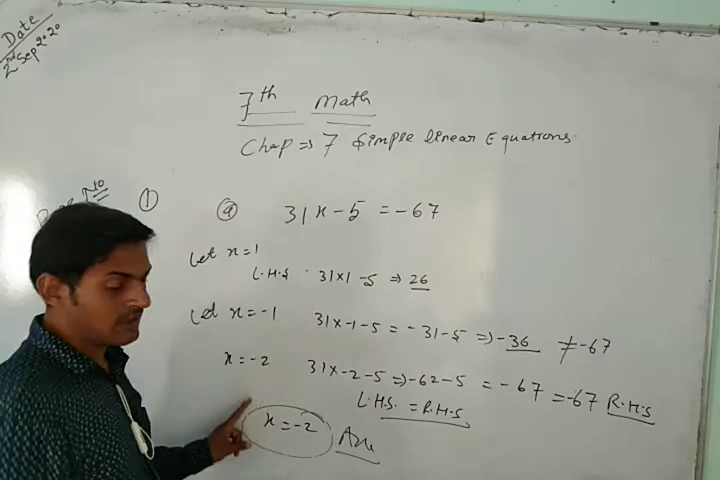 Date
2nd Sep 2020
7th Math
Chap ⇒ 7 Simple linear Equations.
No ①
ⓐ 31x - 5 = -67
Let x = 1
L.H.S. 31×1 -5 ⇒ 26
Let x = -1 31×-1-5 = -31-5 ⇒ -36 ≠ -67
x = -2 31×-2-5 ⇒ -62-5 = -67 = -67 R.H.S
L.H.S. = R.H.S
x = -2 Ans